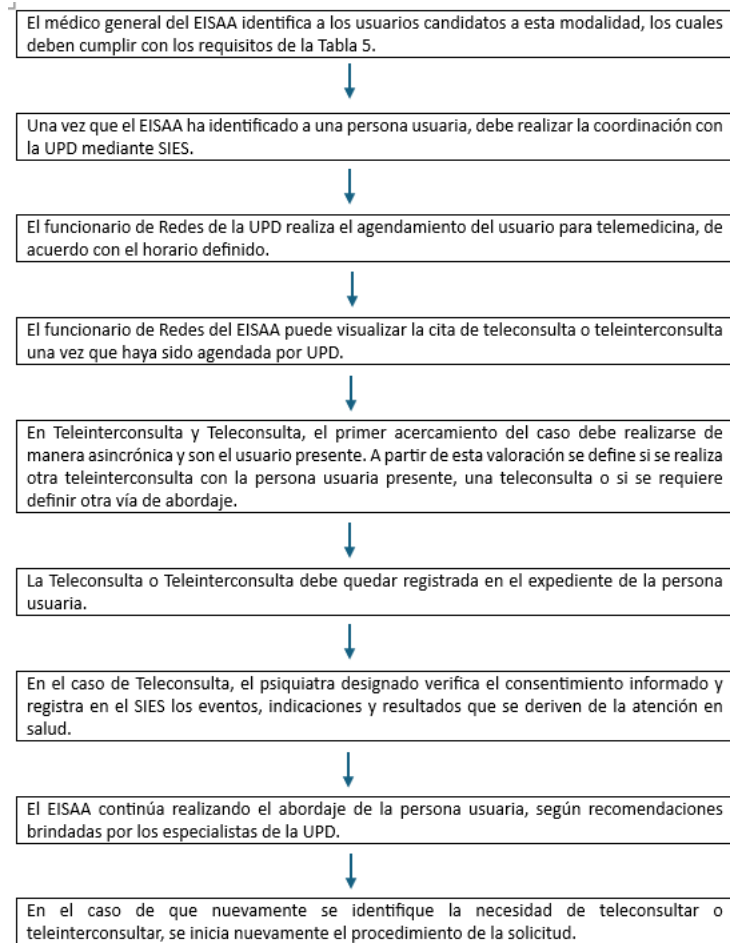 El médico general del EISAA identifica a los usuarios candidatos a esta modalidad, los cuales
deben cumplir con los requisitos de la Tabla 5.
Una vez que el EISAA ha identificado a una persona usuaria, debe realizar la coordinación con
la UPD mediante SIES.
El funcionario de Redes de la UPD realiza el agendamiento del usuario para telemedicina, de
acuerdo con el horario definido.
El funcionario de Redes del EISAA puede visualizar la cita de teleconsulta o teleinterconsulta
una vez que haya sido agendada por UPD.
En Teleinterconsulta y Teleconsulta, el primer acercamiento del caso debe realizarse de
manera asincrónica y son el usuario presente. A partir de esta valoración se define si se realiza
otra teleinterconsulta con la persona usuaria presente, una teleconsulta o si se requiere
definir otra vía de abordaje.
La Teleconsulta o Teleinterconsulta debe quedar registrada en el expediente de la persona
usuaria.
En el caso de Teleconsulta, el psiquiatra designado verifica el consentimiento informado y
registra en el SIES los eventos, indicaciones y resultados que se deriven de la atención en
salud.
El EISAA continúa realizando el abordaje de la persona usuaria, según recomendaciones
brindadas por los especialistas de la UPD.
En el caso de que nuevamente se identifique la necesidad de teleconsultar o
teleinterconsultar, se inicia nuevamente el procedimiento de la solicitud.